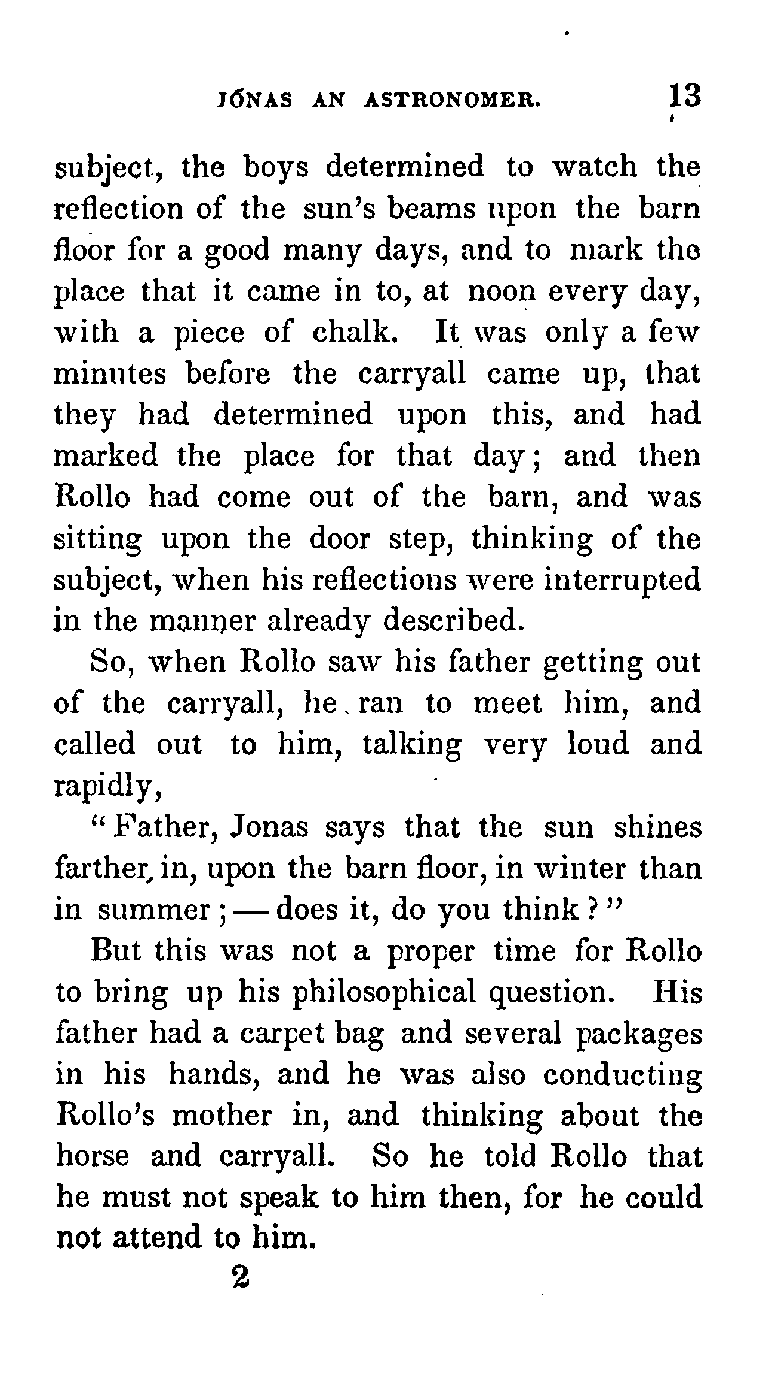 JONAS AN ASTRONOMER. 13
subject, the boys determined to watch the
reflection of the sun's beams upon the barn
floor for a good many days, and to mark the
place that it came in to, at noon every day,
with a piece of chalk. It was only a few
minutes before the carryall came up, that
they had determined upon this, and had
marked the place for that day; and then
Rollo had come out of the barn, and was
sitting upon the door step, thinking of the
subject, when his reflections were interrupted
in the manner already described.
So, when Rollo saw his father getting out
of the carryall, he ran to meet him, and
called out to him, talking very loud and
rapidly,
"Father, Jonas says that the sun shines
farther in, upon the barn floor, in winter than
in summer;—does it, do you think?"
But this was not a proper time for Rollo
to bring up his philosophical question. His
father had a carpet bag and several packages
in his hands, and he was also conducting
Rollo's mother in, and thinking about the
horse and carryall. So he told Rollo that
he must not speak to him then, for he could
not attend to him.
2